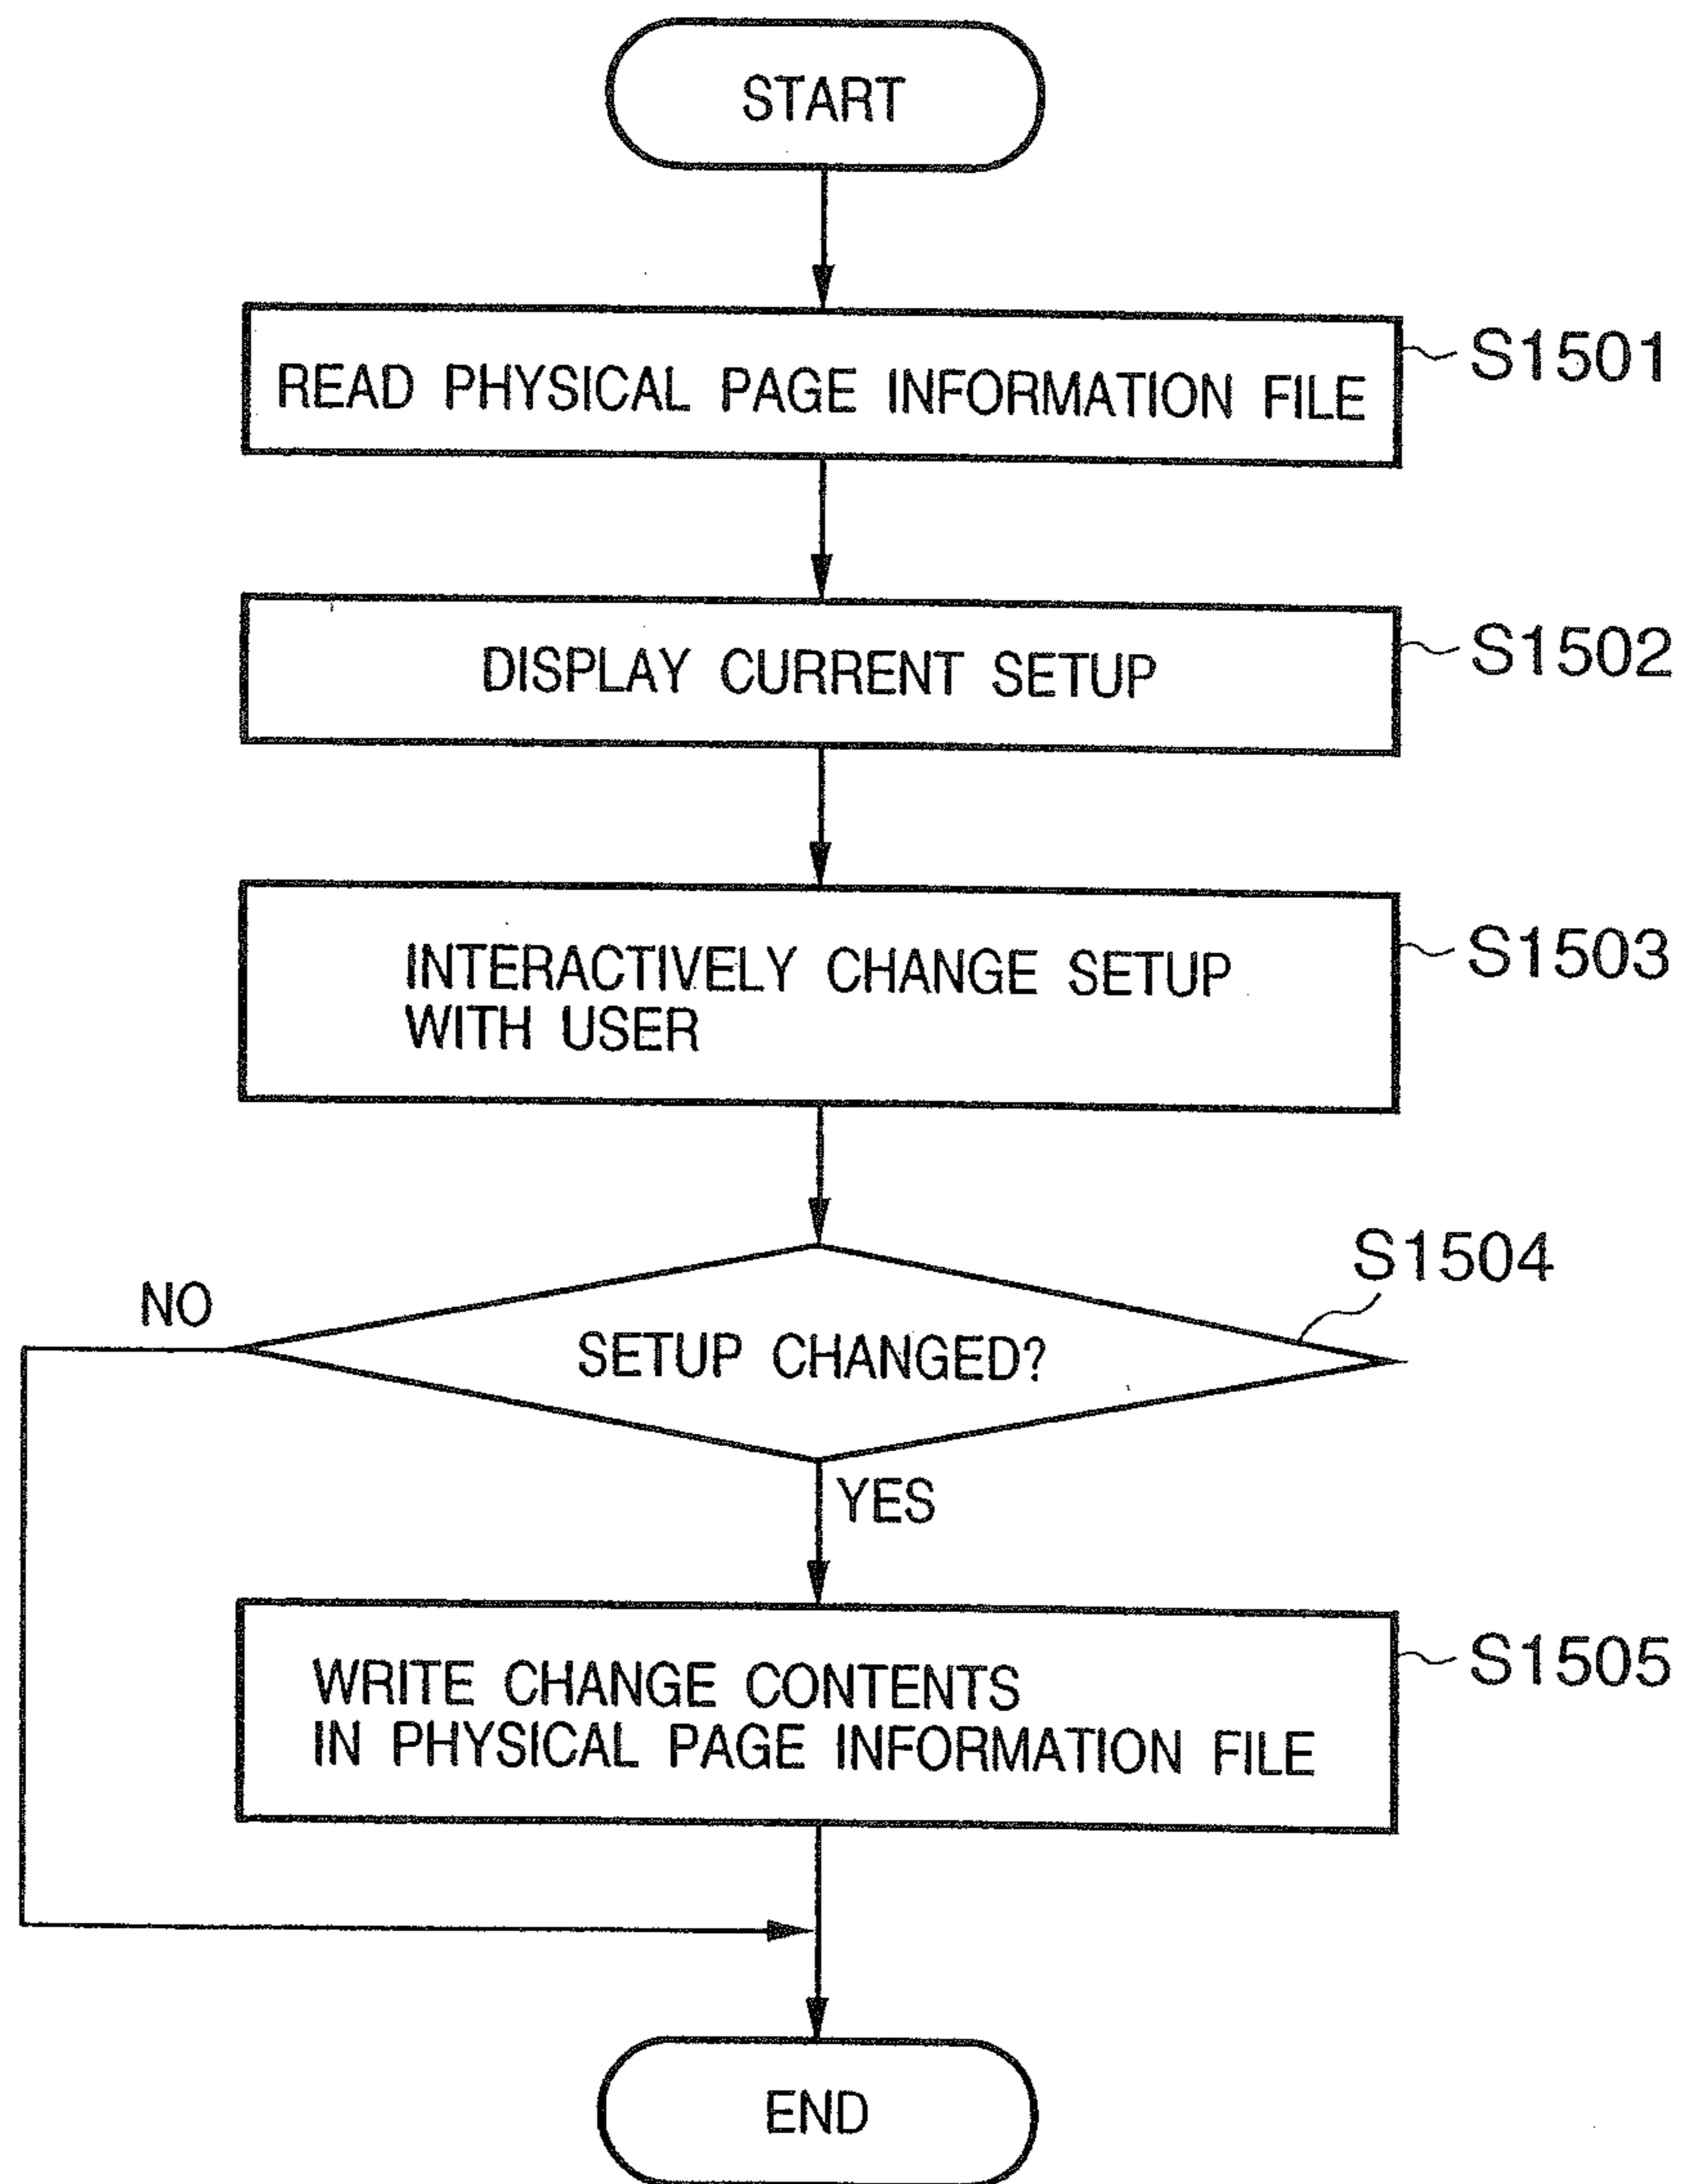 START
READ PHYSICAL PAGE INFORMATION FILE
S1501
DISPLAY CURRENT SETUP
S1502
INTERACTIVELY CHANGE SETUP
WITH USER
S1503
S1504
NO
SETUP CHANGED?
YES
WRITE CHANGE CONTENTS
IN PHYSICAL PAGE INFORMATION FILE
S1505
END